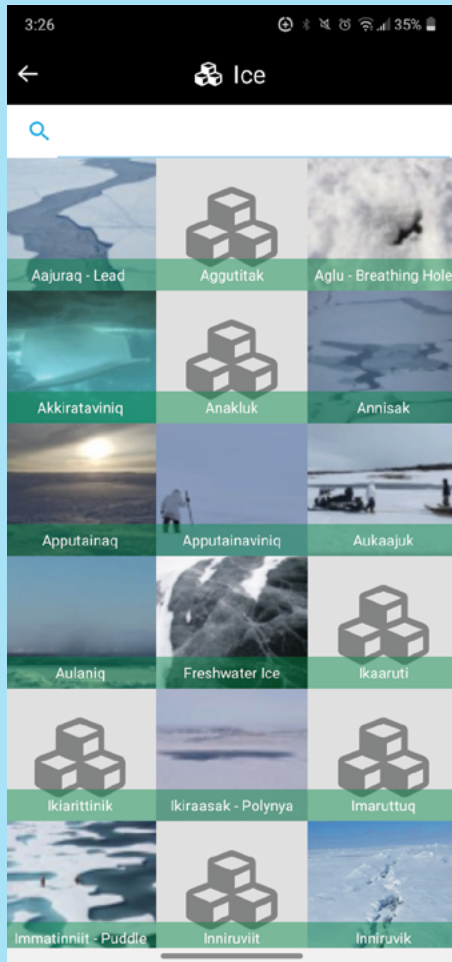 3:26 35%
Ice
Aajuraq - Lead Aggutitak Aglu - Breathing Hole
Akkirataviniq Anakluk Annisak
Apputainaq Apputainaviniq Aukaajuk
Aulaniq Freshwater Ice Ikaaruti
Ikiarittinik Ikiraasak - Polynya Imaruttuq
Immatinniit - Puddle Inniruviit Inniruvik